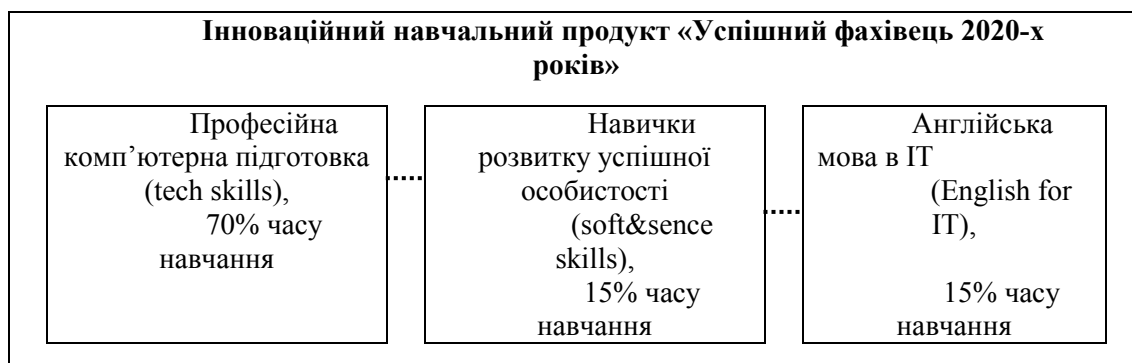 Інноваційний навчальний продукт «Успішний фахівець 2020-х
років»
Професійна
комп’ютерна підготовка
(tech skills),
70% часу
навчання
Навички
розвитку успішної
особистості
(soft&sence
skills),
15% часу
навчання
Англійська
мова в ІТ
(English for
IT),
15% часу
навчання